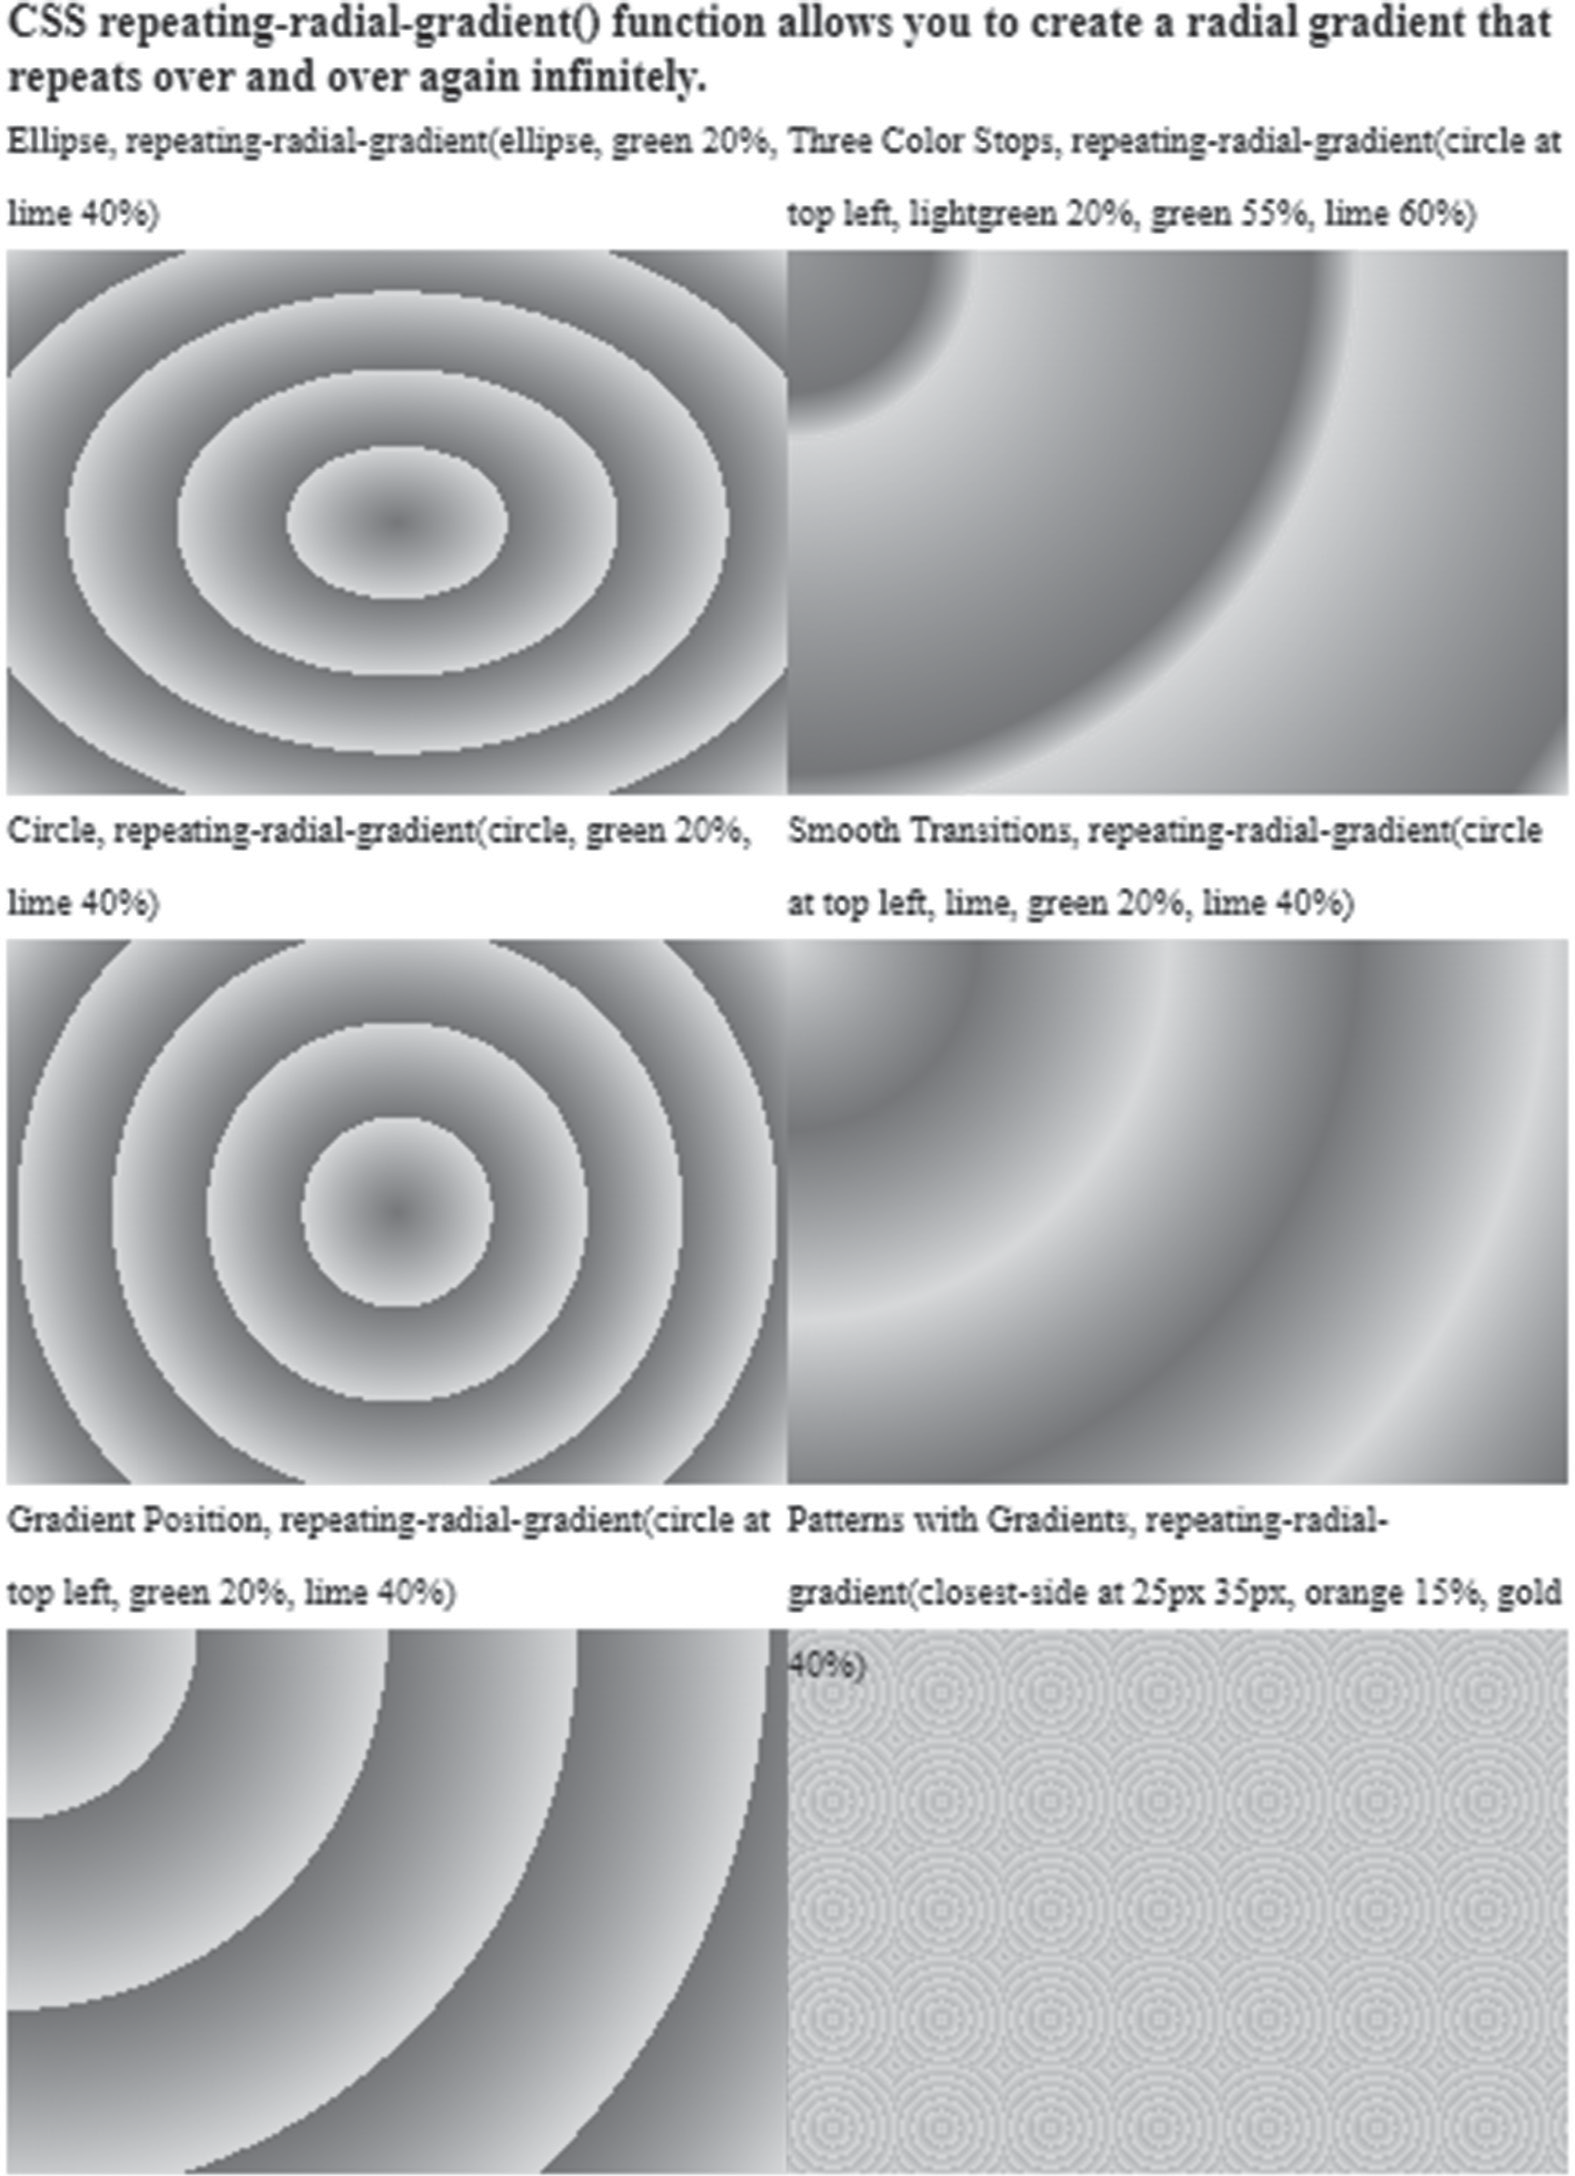 CSS repeating-radial-gradient() function allows you to create a radial gradient that
repeats over and over again infinitely.
Ellipse, repeating-radial-gradient(ellipse, green 20%,
lime 40%)
Three Color Stops, repeating-radial-gradient(circle at
top left, lightgreen 20%, green 55%, lime 60%)
Circle, repeating-radial-gradient(circle, green 20%,
lime 40%)
Smooth Transitions, repeating-radial-gradient(circle
at top left, lime, green 20%, lime 40%)
Gradient Position, repeating-radial-gradient(circle at
top left, green 20%, lime 40%)
Patterns with Gradients, repeating-radial-
gradient(closest-side at 25px 35px, orange 15%, gold
40%)